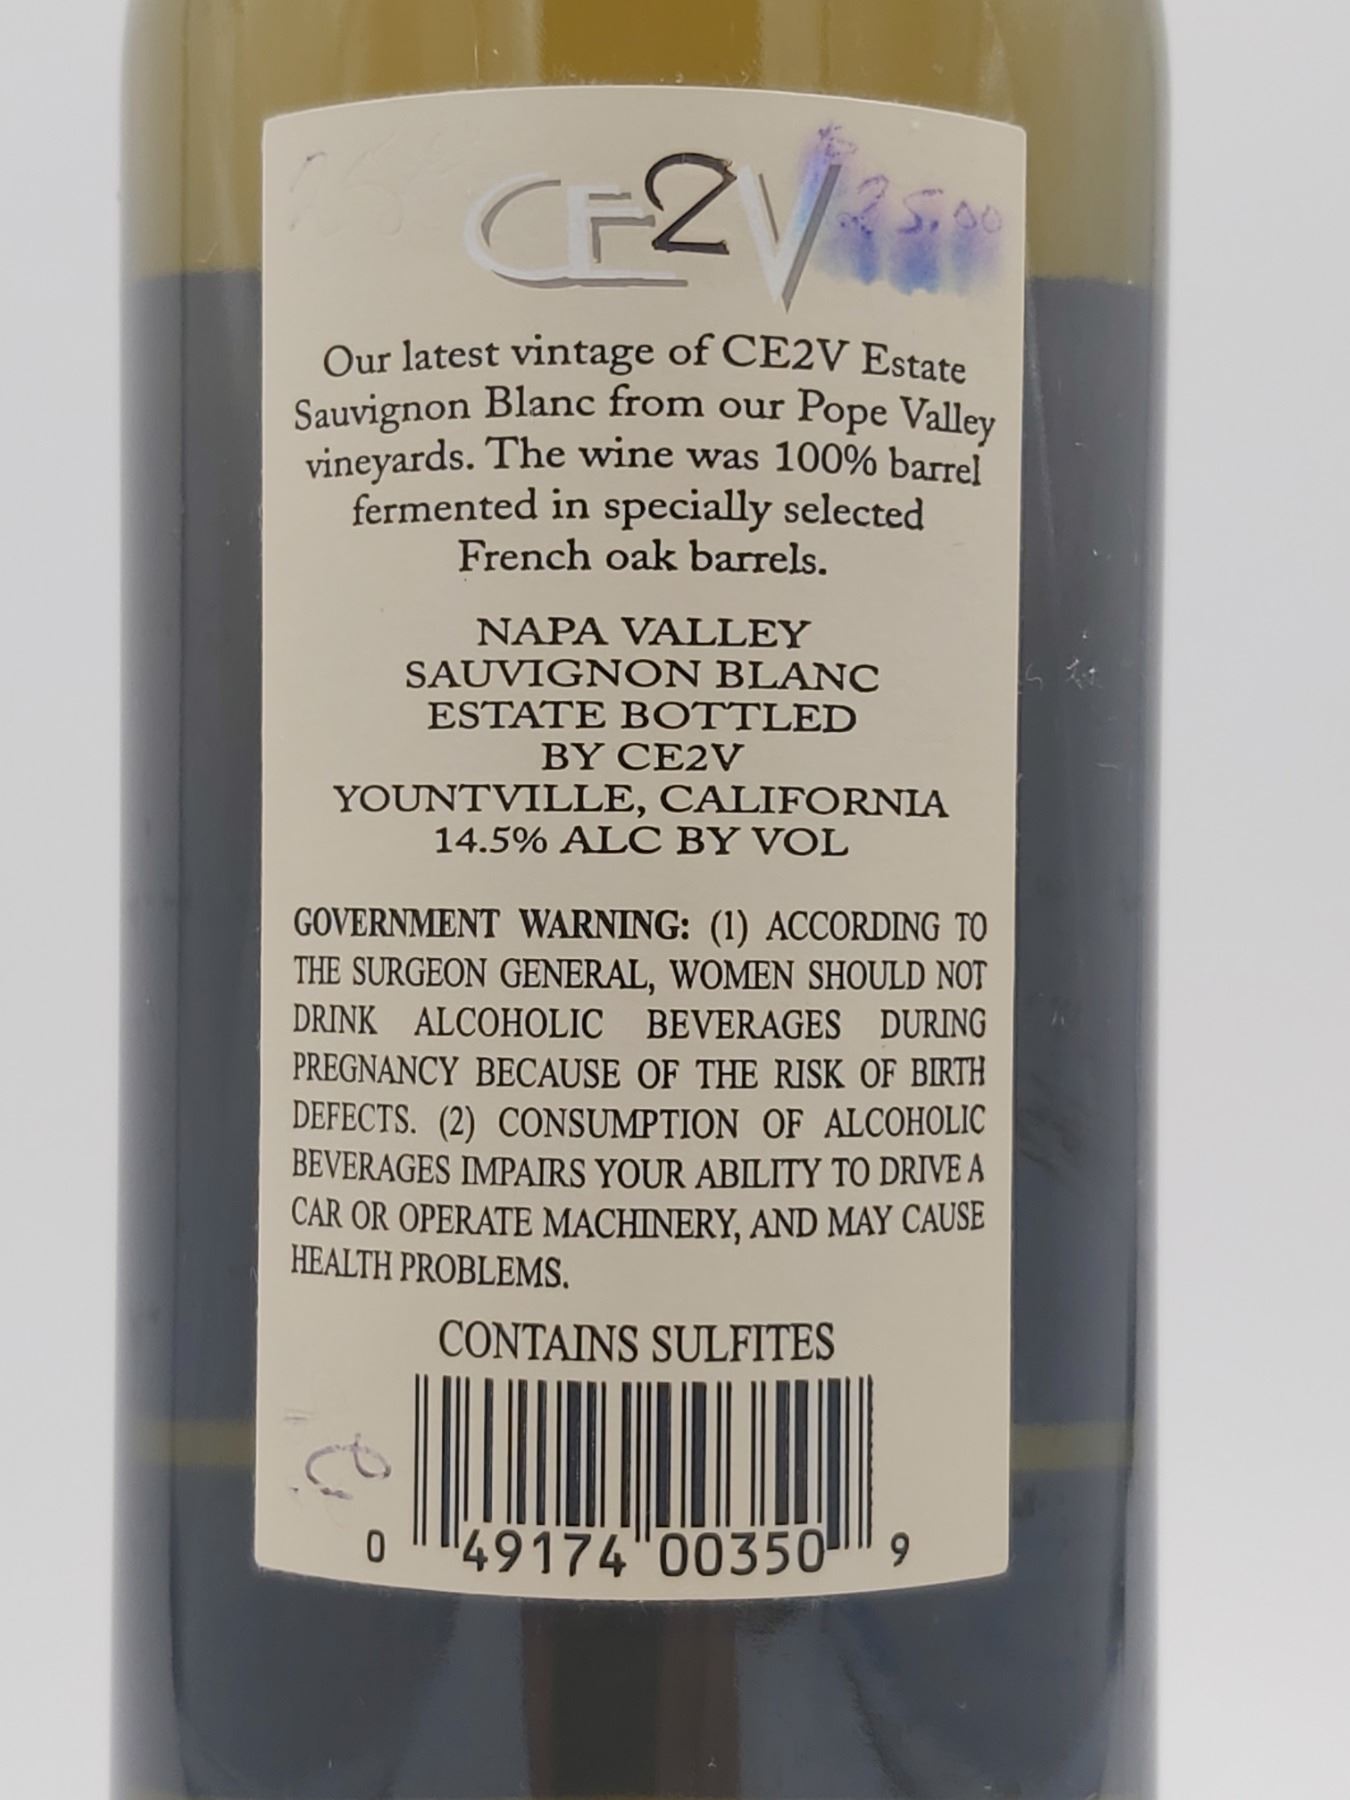 CE2V
25.00
Our latest vintage of CE2V Estate
Sauvignon Blanc from our Pope Valley
vineyards. The wine was 100% barrel
fermented in specially selected
French oak barrels.
NAPA VALLEY
SAUVIGNON BLANC
ESTATE BOTTLED
BY CE2V
YOUNTVILLE, CALIFORNIA
14.5% ALC BY VOL
GOVERNMENT WARNING: (1) ACCORDING TO
THE SURGEON GENERAL, WOMEN SHOULD NOT
DRINK ALCOHOLIC BEVERAGES DURING
PREGNANCY BECAUSE OF THE RISK OF BIRTH
DEFECTS. (2) CONSUMPTION OF ALCOHOLIC
BEVERAGES IMPAIRS YOUR ABILITY TO DRIVE A
CAR OR OPERATE MACHINERY, AND MAY CAUSE
HEALTH PROBLEMS.
CONTAINS SULFITES
0 49174 00350 9